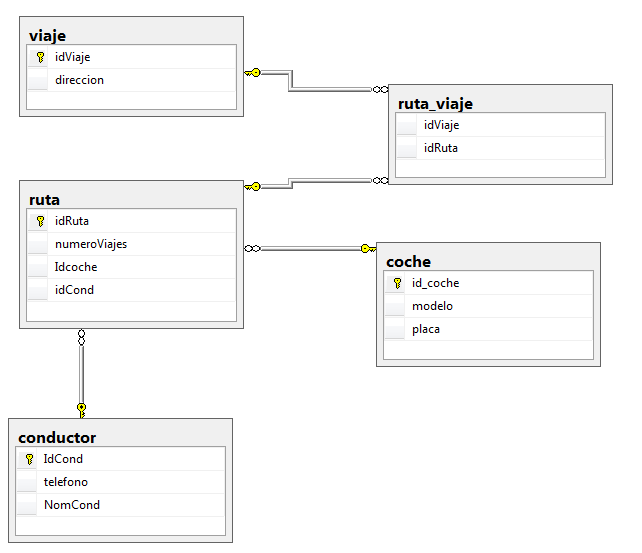 viaje
idViaje
direccion
ruta_viaje
idViaje
idRuta
ruta
idRuta
numeroViajes
Idcoche
idCond
coche
id_coche
modelo
placa
conductor
IdCond
telefono
NomCond